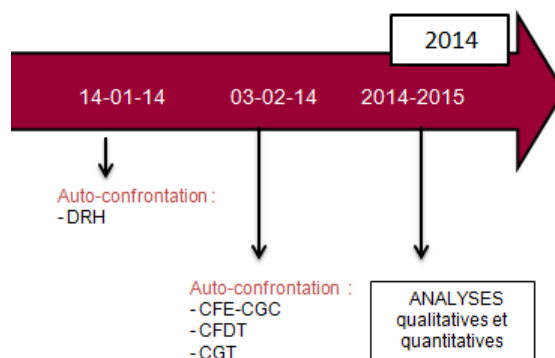 2014
14-01-14
03-02-14
2014-2015
Auto-confrontation :
- DRH
Auto-confrontation :
- CFE-CGC
- CFDT
- CGT
ANALYSES
qualitatives et
quantitatives